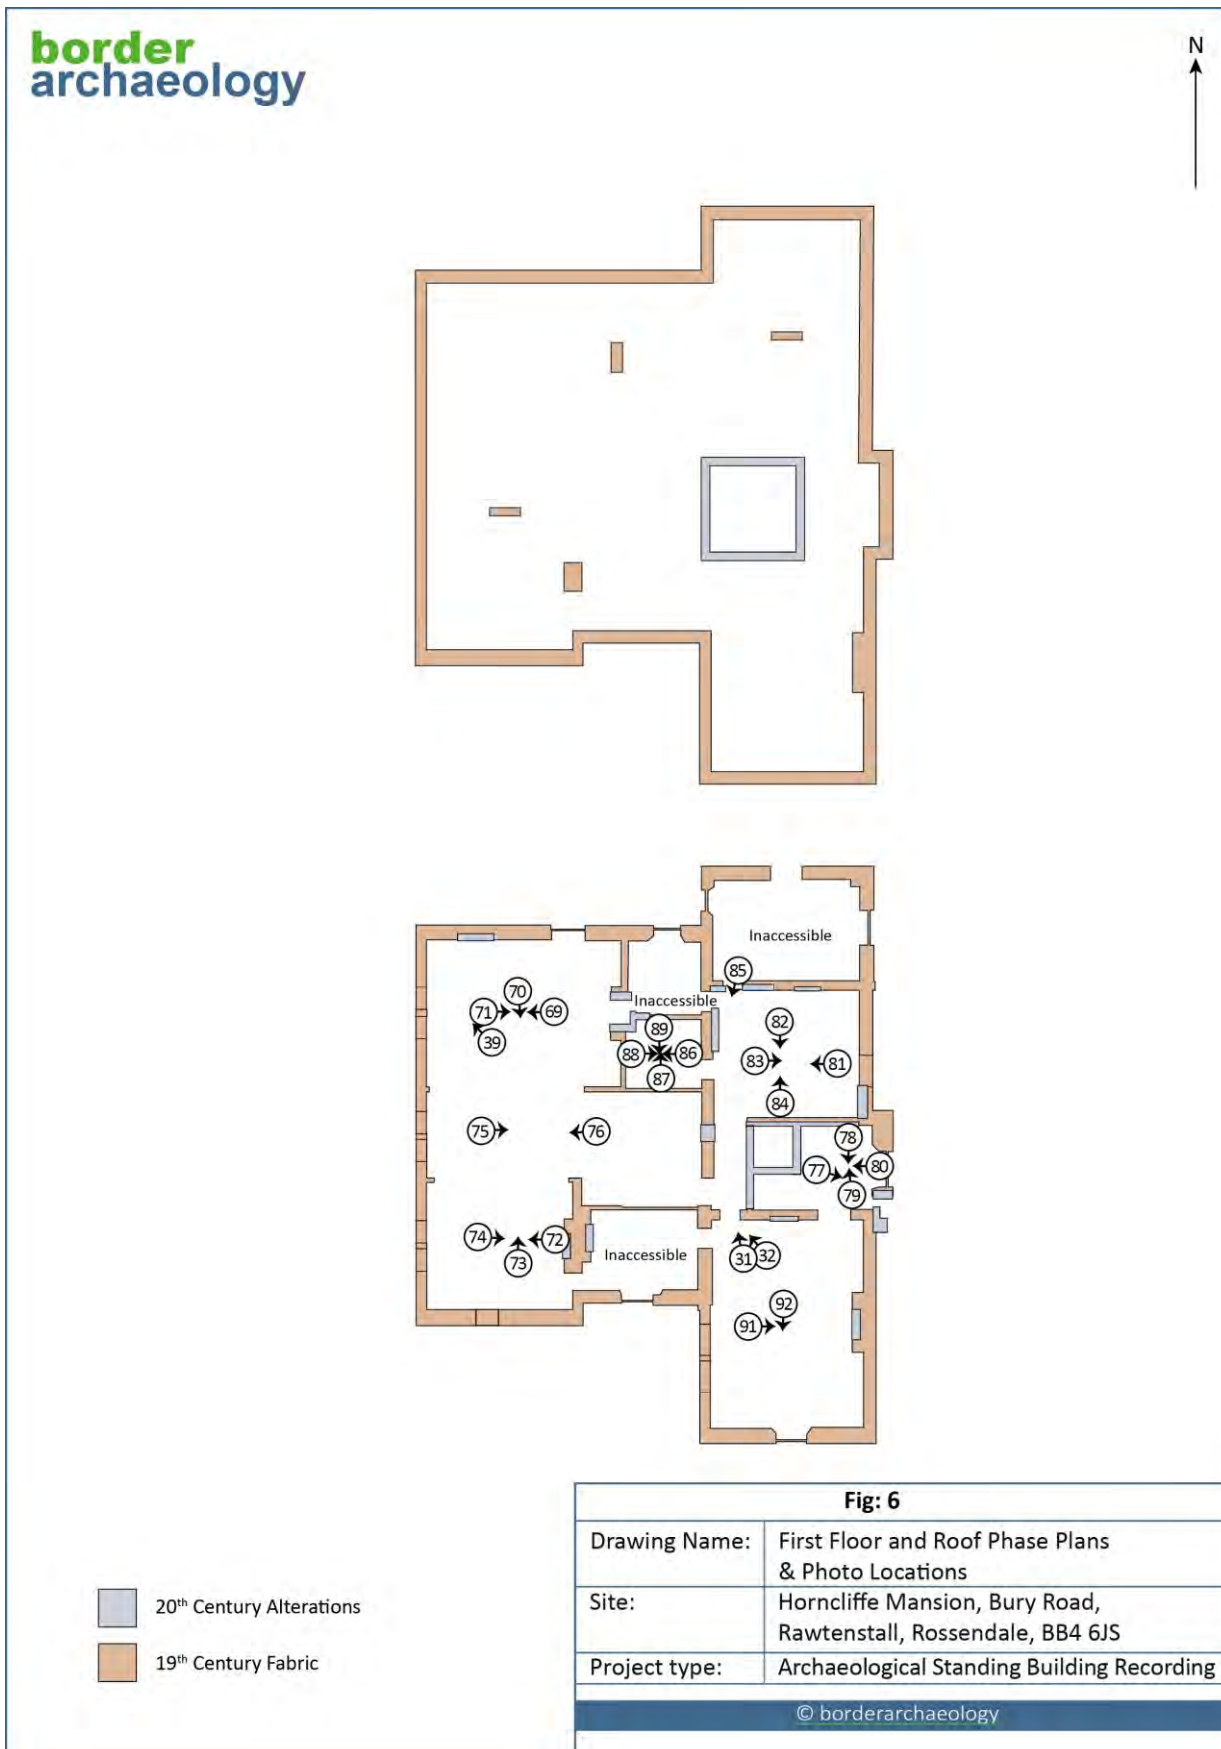 border
archaeology
N
Inaccessible
85
70
71
69
Inaccessible
39
89
82
88
86
83
81
87
84
75
76
78
77
80
79
74
72
73
Inaccessible
31
32
92
91
Fig: 6
Drawing Name:
First Floor and Roof Phase Plans
& Photo Locations
Site:
Horncliffe Mansion, Bury Road,
Rawtenstall, Rossendale, BB4 6JS
Project type:
Archaeological Standing Building Recording
© borderarchaeology
20th Century Alterations
19th Century Fabric